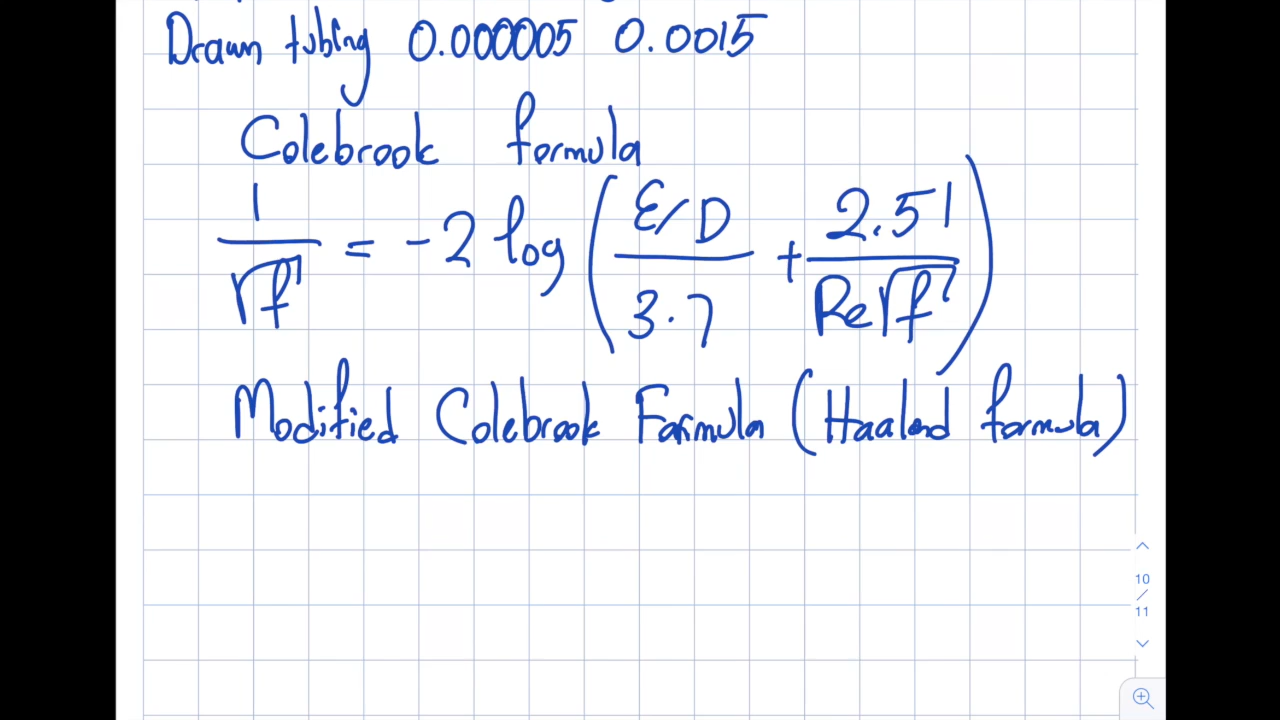 Drawn tubing 0.000005 0.0015
Colebrook formula
1/√f = -2 log ( (ε/D)/3.7 + 2.51/(Re√f) )
Modified Colebrook Formula (Haaland formula)
10
/
11